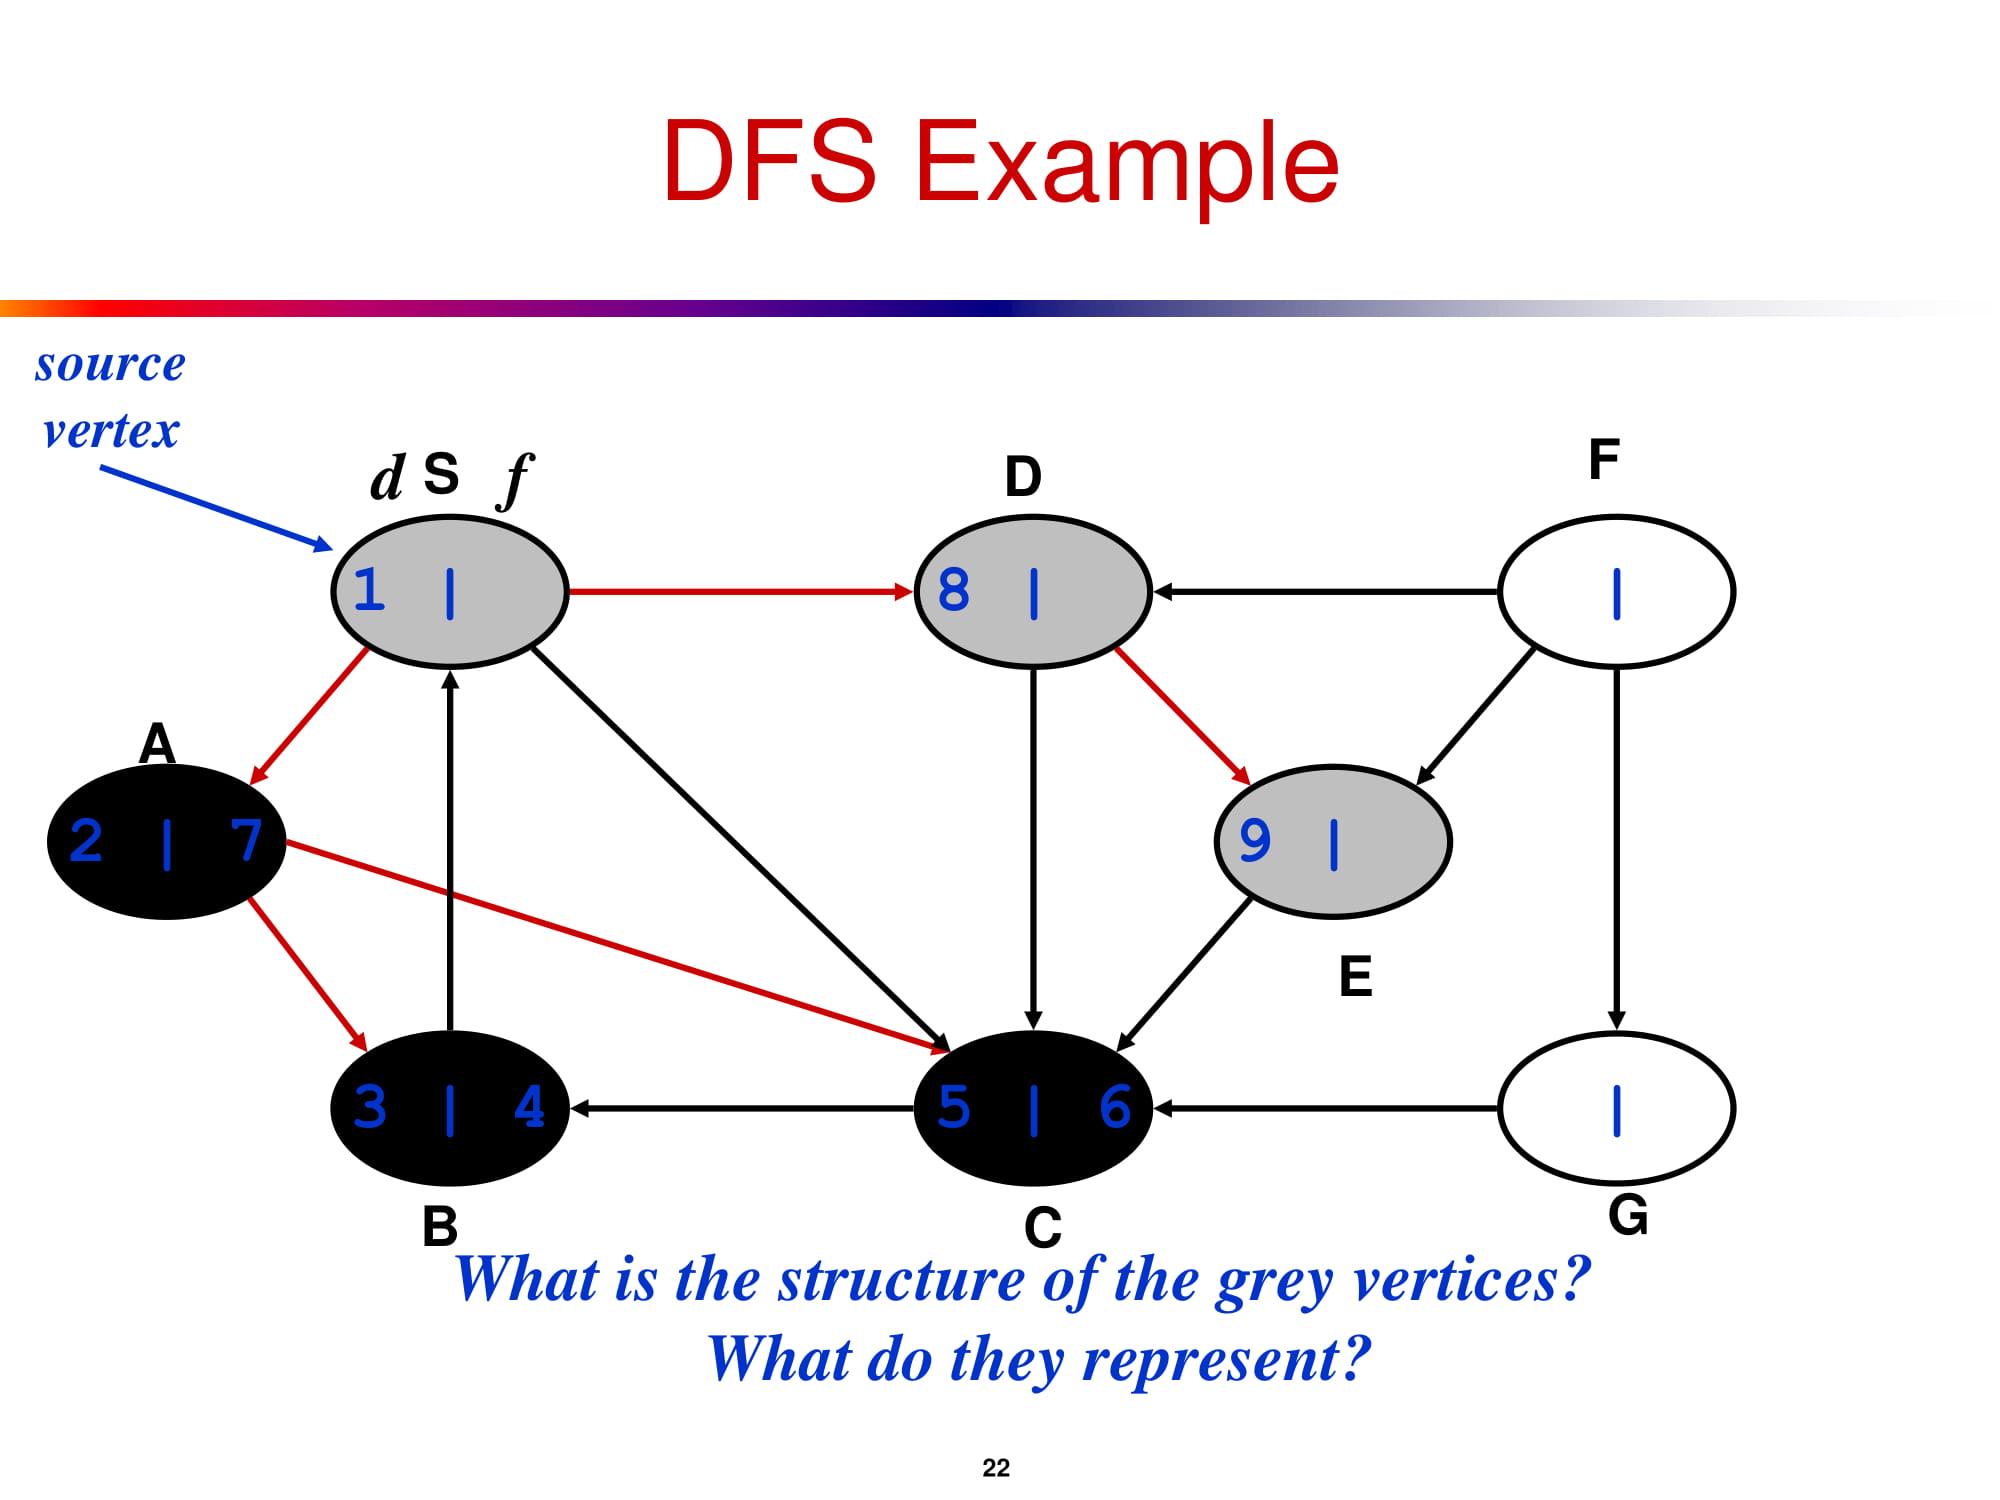 DFS Example
source
vertex
d S f
D
F
1 |
8 |
|
A
2 | 7
9 |
E
3 | 4
5 | 6
|
B
C
G
What is the structure of the grey vertices?
What do they represent?
22